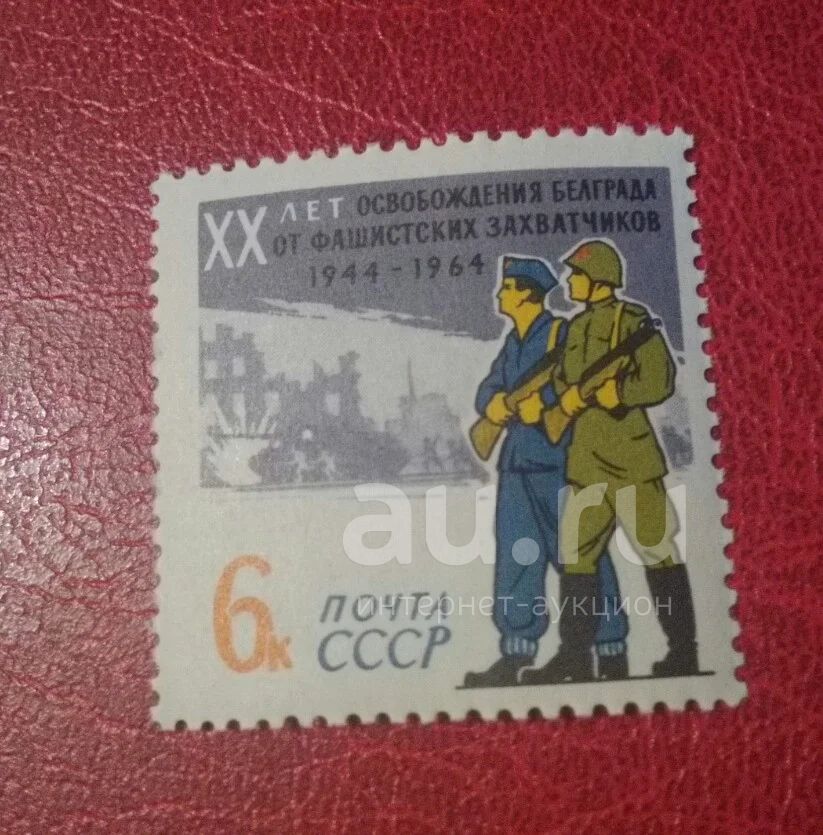 XX ЛЕТ ОСВОБОЖДЕНИЯ БЕЛГРАДА
ОТ ФАШИСТСКИХ ЗАХВАТЧИКОВ
1944-1964
au.ru
интернет-аукцион
6к ПОЧТА
СССР